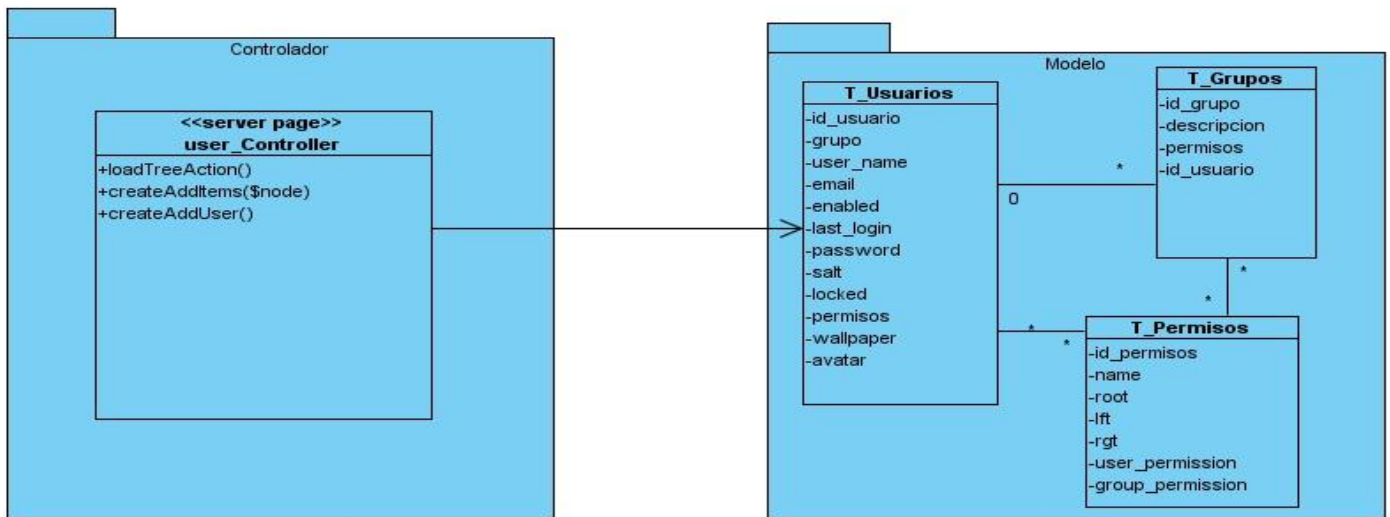 Controlador
<<server page>>
user_Controller
+loadTreeAction()
+createAddItems($node)
+createAddUser()
Modelo
T_Usuarios
-id_usuario
-grupo
-user_name
-email
-enabled
-last_login
-password
-salt
-locked
-permisos
-wallpaper
-avatar
0
*
T_Grupos
-id_grupo
-descripcion
-permisos
-id_usuario
*
*
*
*
T_Permisos
-id_permisos
-name
-root
-lft
-rgt
-user_permission
-group_permission